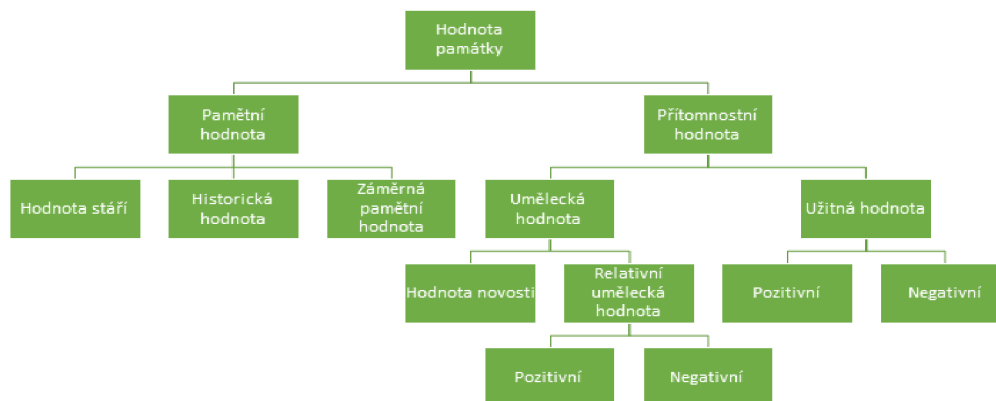 Hodnota
památky
Pamětní
hodnota
Přítomnostní
hodnota
Hodnota stáří
Historická
hodnota
Záměrná
pamětní
hodnota
Umělecká
hodnota
Užitná hodnota
Hodnota novosti
Relativní
umělecká
hodnota
Pozitivní
Negativní
Pozitivní
Negativní